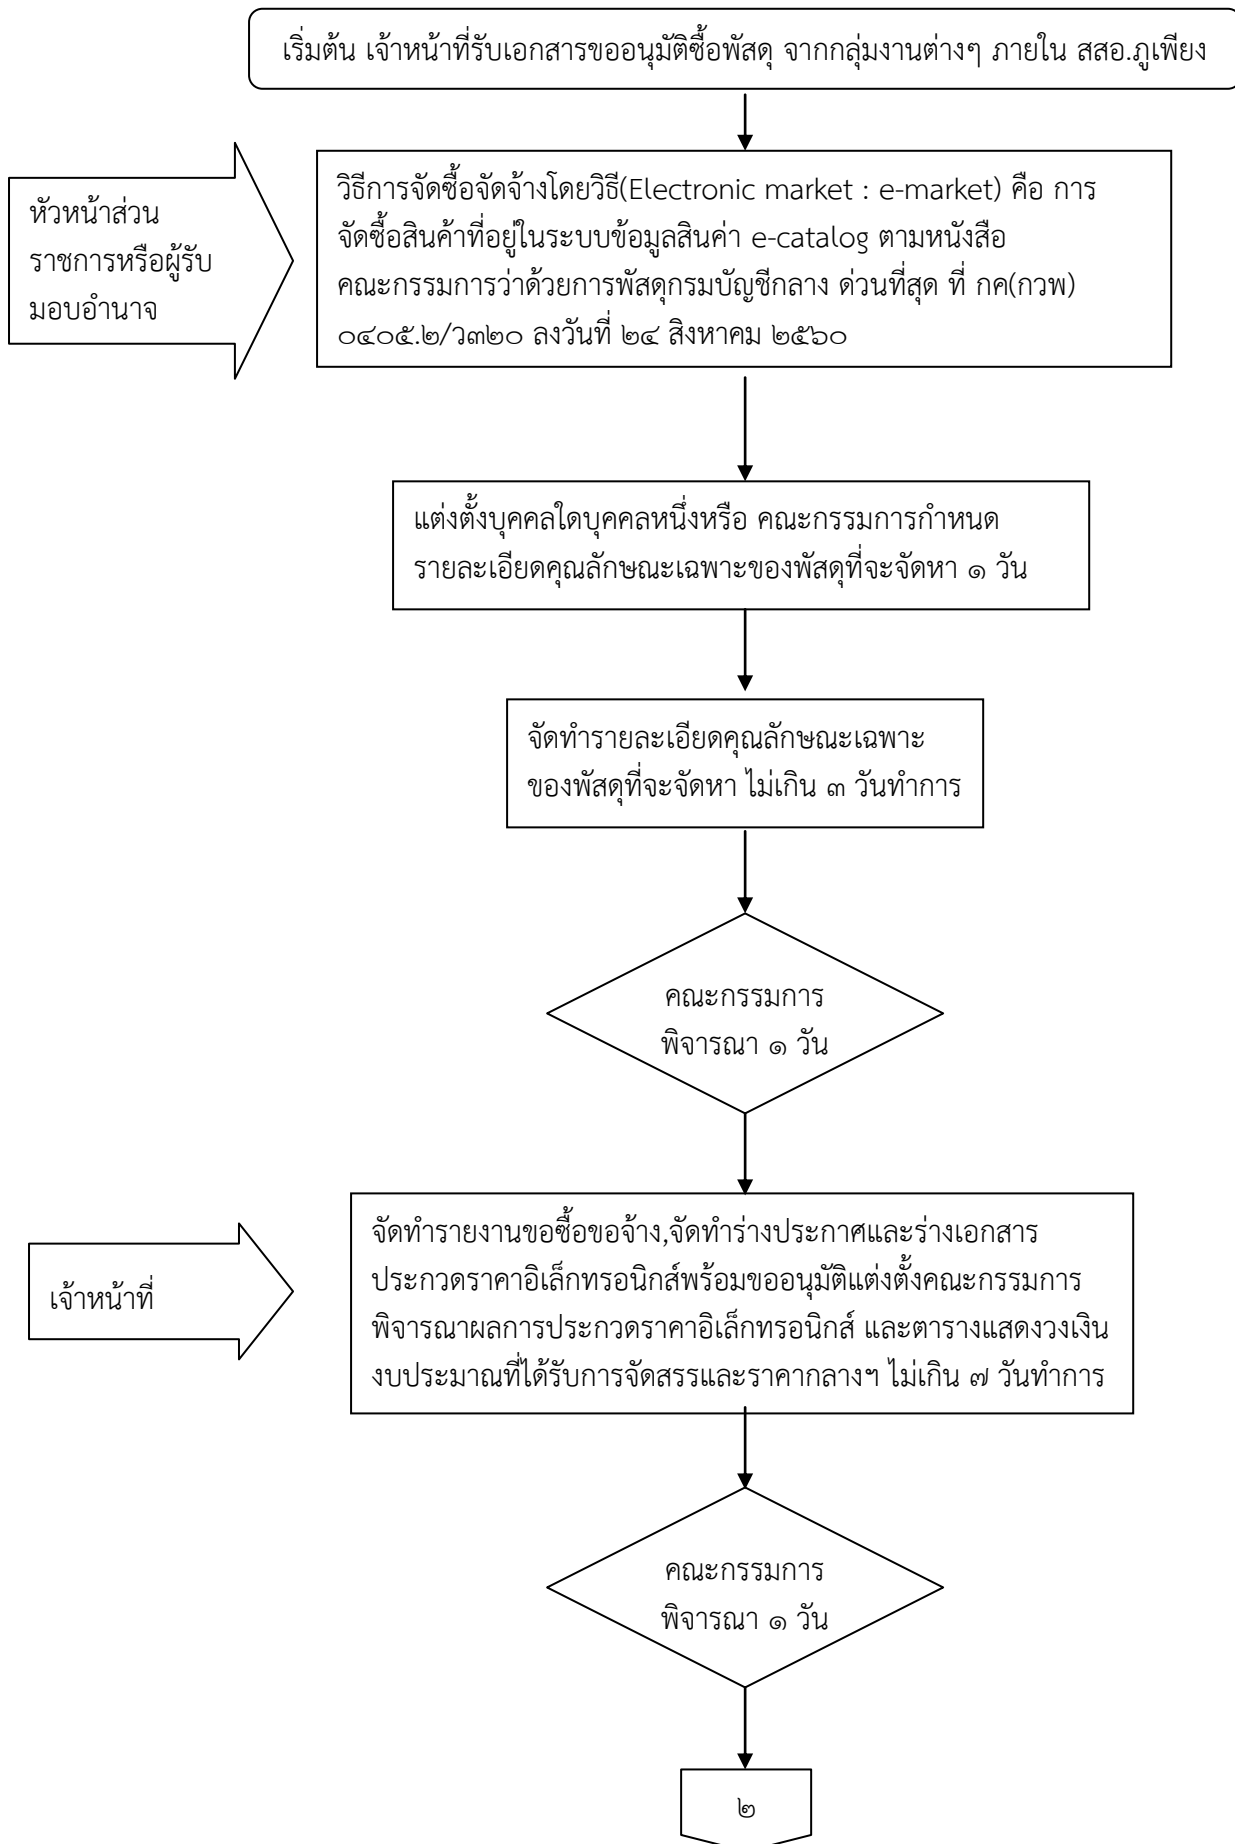 เริ่มต้น เจ้าหน้าที่รับเอกสารขออนุมัติซื้อพัสดุ จากกลุ่มงานต่างๆ ภายใน สสอ.ภูเพียง
หัวหน้าส่วน
ราชการหรือผู้รับ
มอบอำนาจ
วิธีการจัดซื้อจัดจ้างโดยวิธี(Electronic market : e-market) คือ การ
จัดซื้อสินค้าที่อยู่ในระบบข้อมูลสินค่า e-catalog ตามหนังสือ
คณะกรรมการว่าด้วยการพัสดุกรมบัญชีกลาง ด่วนที่สุด ที่ กค(กวพ)
๐๔๐๕.๒/ว๓๒๐ ลงวันที่ ๒๔ สิงหาคม ๒๕๖๐
แต่งตั้งบุคคลใดบุคคลหนึ่งหรือ คณะกรรมการกำหนด
รายละเอียดคุณลักษณะเฉพาะของพัสดุที่จะจัดหา ๑ วัน
จัดทำรายละเอียดคุณลักษณะเฉพาะ
ของพัสดุที่จะจัดหา ไม่เกิน ๓ วันทำการ
คณะกรรมการ
พิจารณา ๑ วัน
เจ้าหน้าที่
จัดทำรายงานขอซื้อขอจ้าง,จัดทำร่างประกาศและร่างเอกสาร
ประกวดราคาอิเล็กทรอนิกส์พร้อมขออนุมัติแต่งตั้งคณะกรรมการ
พิจารณาผลการประกวดราคาอิเล็กทรอนิกส์ และตารางแสดงวงเงิน
งบประมาณที่ได้รับการจัดสรรและราคากลางฯ ไม่เกิน ๗ วันทำการ
คณะกรรมการ
พิจารณา ๑ วัน
๒